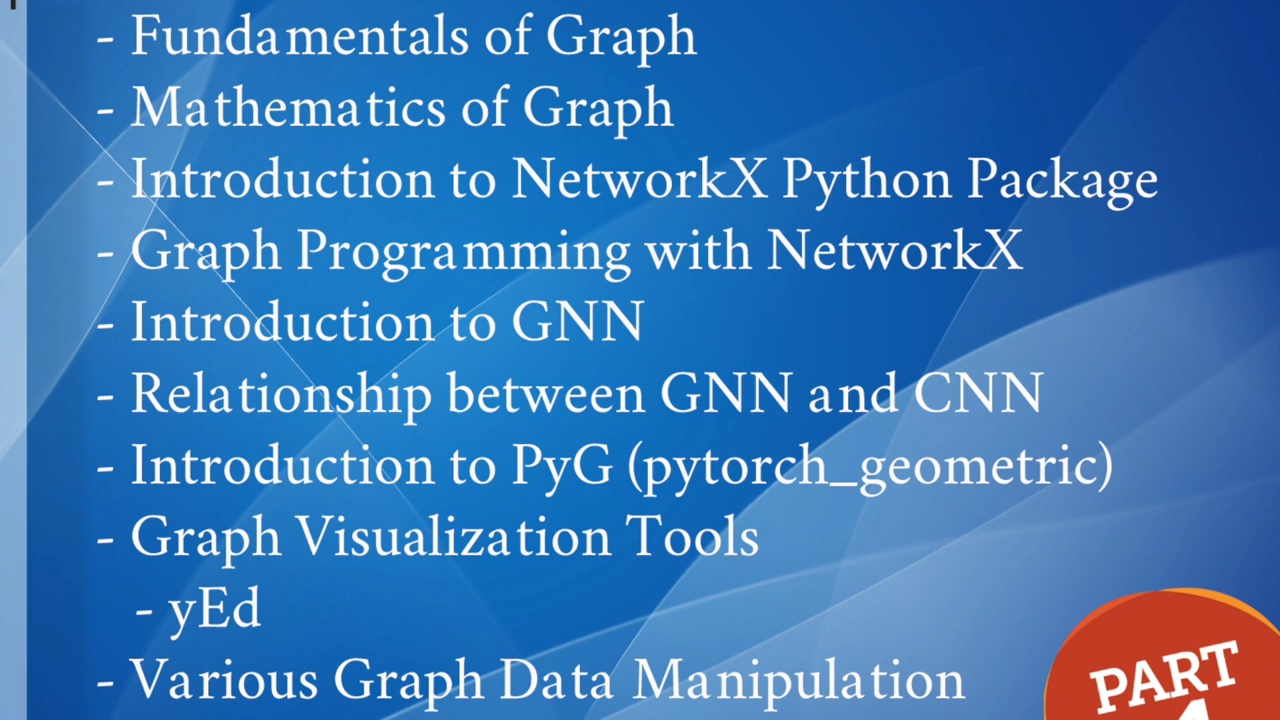 - Fundamentals of Graph
- Mathematics of Graph
- Introduction to NetworkX Python Package
- Graph Programming with NetworkX
- Introduction to GNN
- Relationship between GNN and CNN
- Introduction to PyG (pytorch_geometric)
- Graph Visualization Tools
- yEd
- Various Graph Data Manipulation
PART